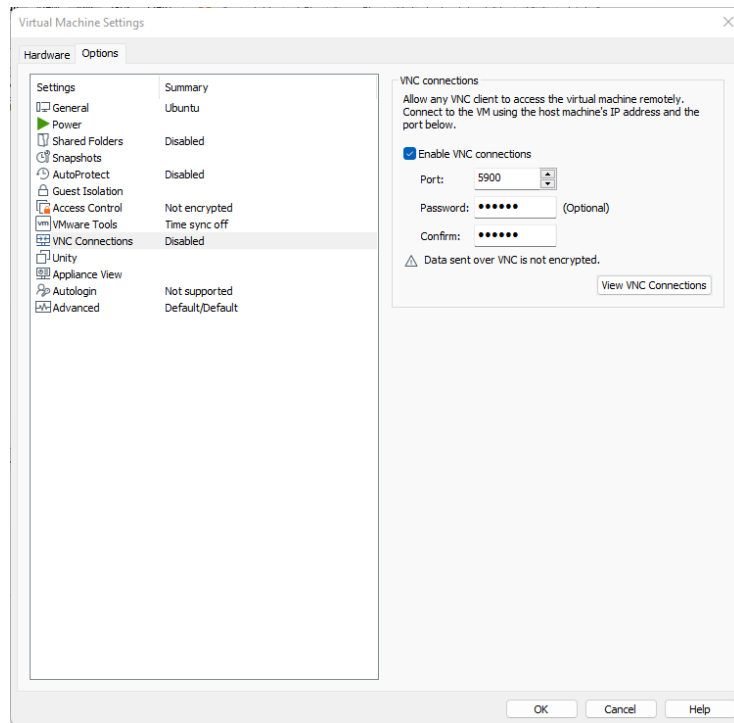 Virtual Machine Settings
Hardware Options
Settings Summary
General Ubuntu
Power
Shared Folders Disabled
Snapshots
AutoProtect Disabled
Guest Isolation
Access Control Not encrypted
vm VMware Tools Time sync off
VNC Connections Disabled
Unity
Appliance View
Autologin Not supported
Advanced Default/Default
VNC connections
Allow any VNC client to access the virtual machine remotely.
Connect to the VM using the host machine's IP address and the
port below.
Enable VNC connections
Port: 5900
Password: ●●●●●● (Optional)
Confirm: ●●●●●●
Data sent over VNC is not encrypted.
View VNC Connections
OK Cancel Help